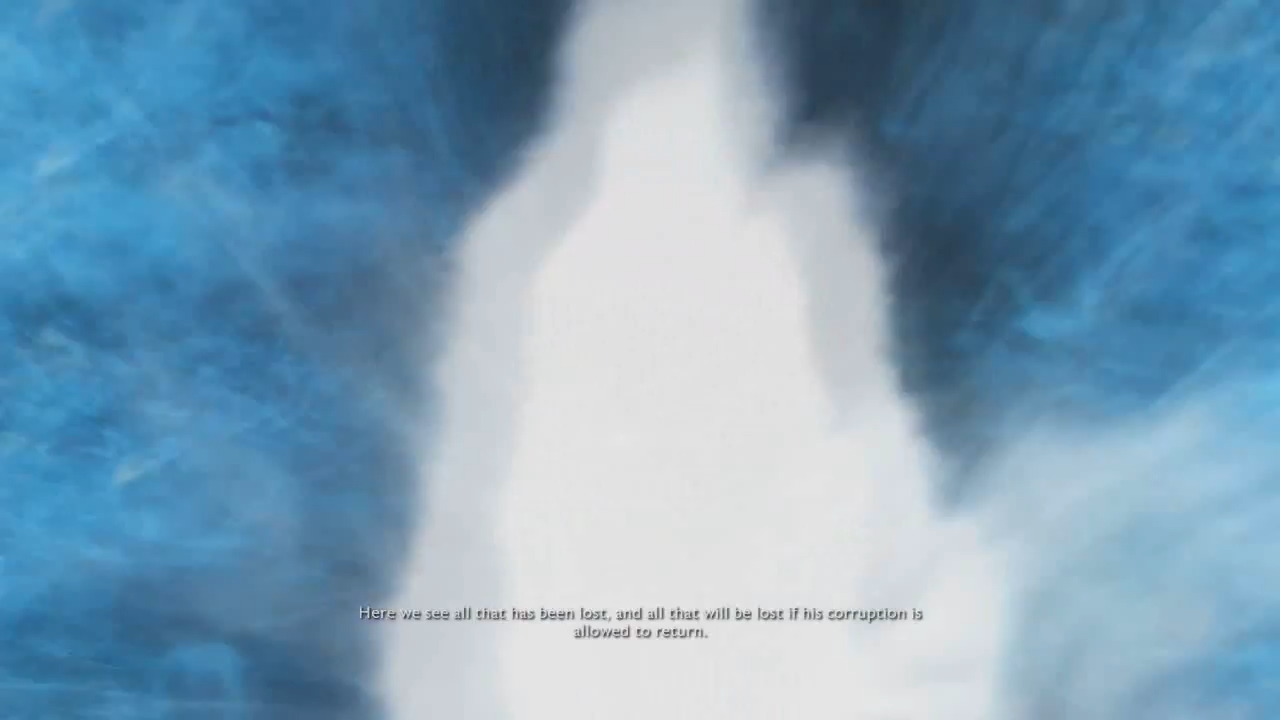 Here we see all that has been lost, and all that will be lost if his corruption is
allowed to return.